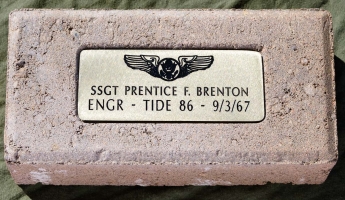 SSGT PRENTICE F. BRENTON
ENGR - TIDE 86 - 9/3/67